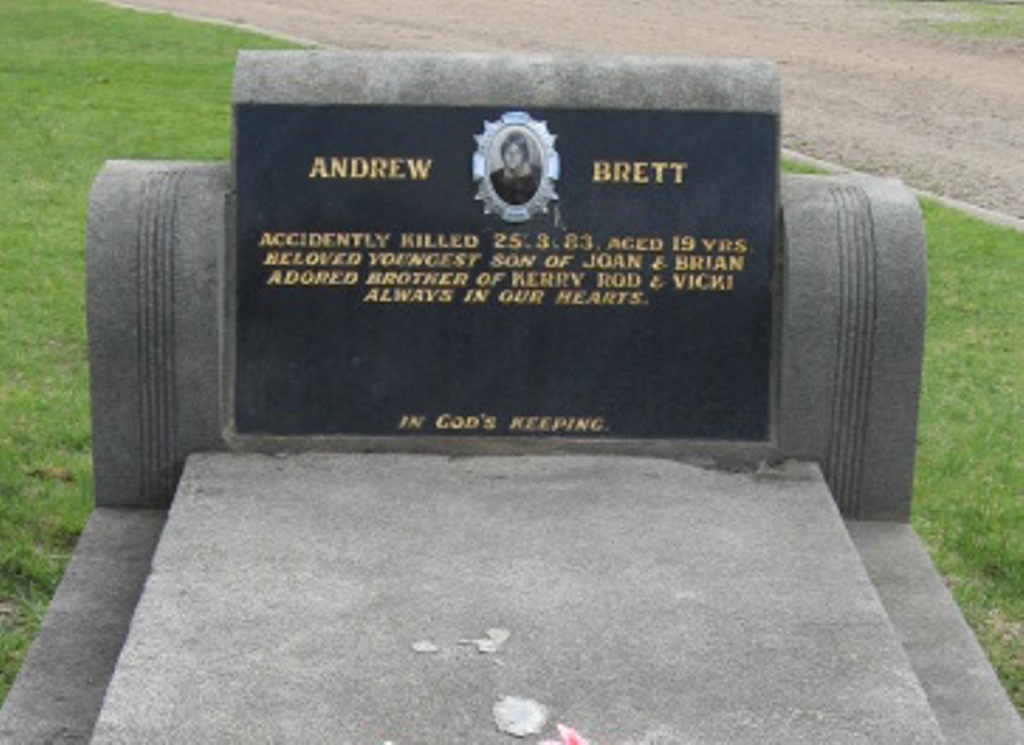 ANDREW BRETT
ACCIDENTLY KILLED 25.3.83. AGED 19 YRS.
BELOVED YOUNGEST SON OF JOAN & BRIAN
ADORED BROTHER OF KERRY ROD & VICKI
ALWAYS IN OUR HEARTS.
IN GOD'S KEEPING.